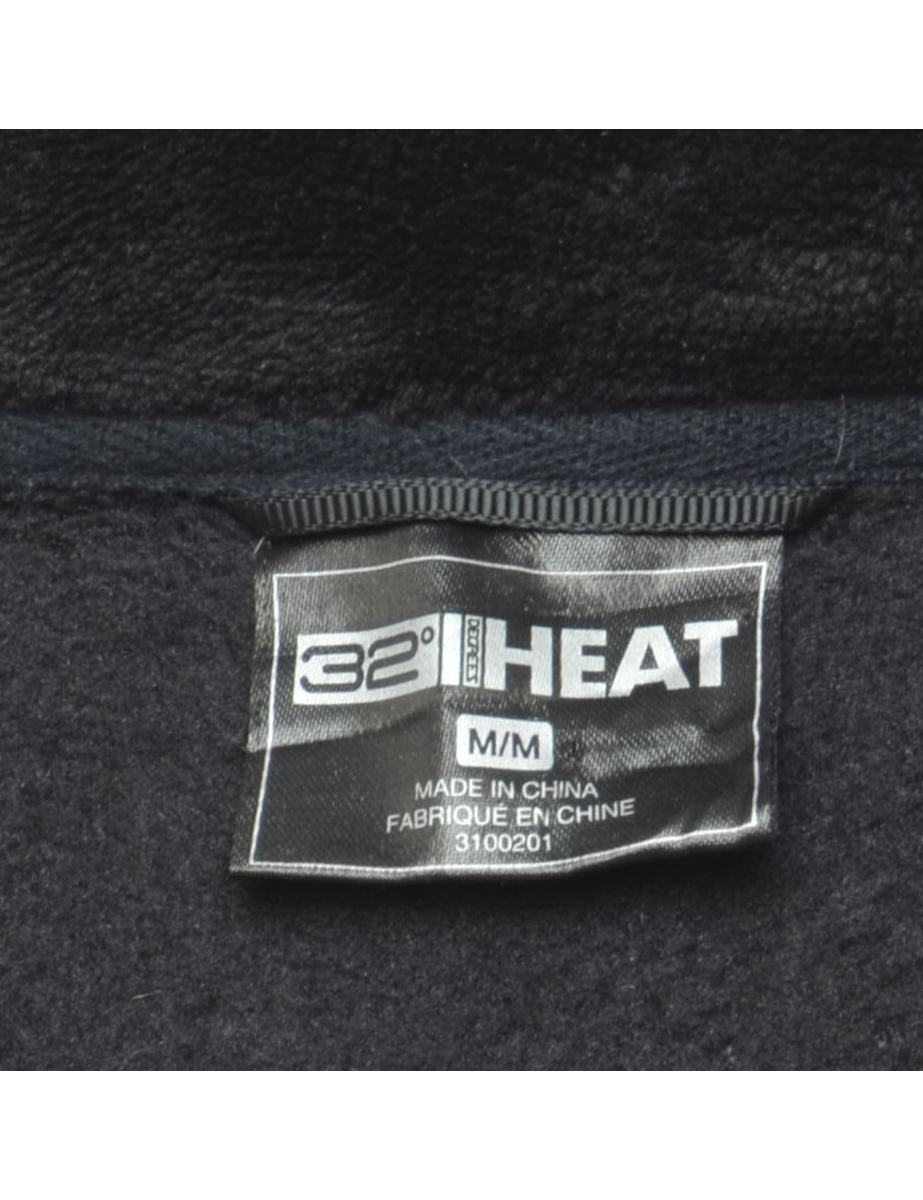 32° DEGREES HEAT
M/M
MADE IN CHINA
FABRIQUÉ EN CHINE
3100201